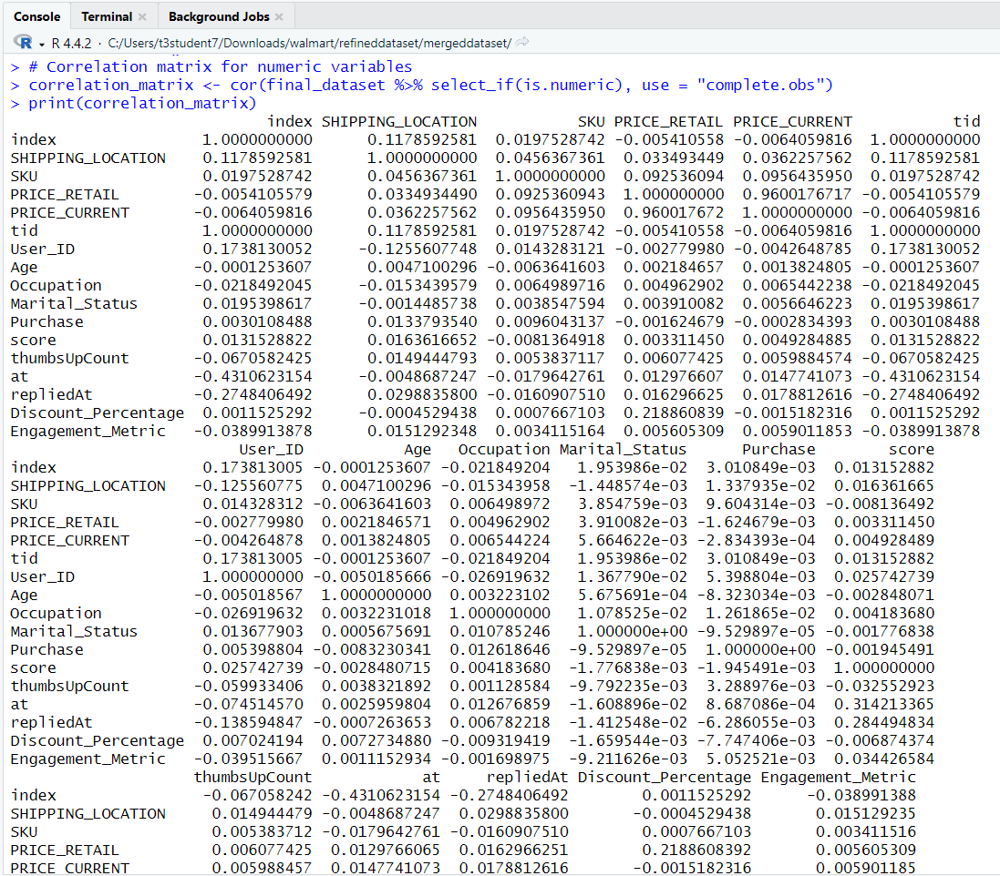 Console Terminal Background Jobs
R 4.4.2 · C:/Users/t3student7/Downloads/walmart/refineddataset/mergeddataset/
> # Correlation matrix for numeric variables
> correlation_matrix <- cor(final_dataset %>% select_if(is.numeric), use = "complete.obs")
> print(correlation_matrix)
index SHIPPING_LOCATION SKU PRICE_RETAIL PRICE_CURRENT tid
index 1.0000000000 0.1178592581 0.0197528742 -0.005410558 -0.0064059816 1.0000000000
SHIPPING_LOCATION 0.1178592581 1.0000000000 0.0456367361 0.033493449 0.0362257562 0.1178592581
SKU 0.0197528742 0.0456367361 1.0000000000 0.092536094 0.0956435950 0.0197528742
PRICE_RETAIL -0.0054105579 0.0334934490 0.0925360943 1.000000000 0.9600176717 -0.0054105579
PRICE_CURRENT -0.0064059816 0.0362257562 0.0956435950 0.960017672 1.0000000000 -0.0064059816
tid 1.0000000000 0.1178592581 0.0197528742 -0.005410558 -0.0064059816 1.0000000000
User_ID 0.1738130052 -0.1255607748 0.0143283121 -0.002779980 -0.0042648785 0.1738130052
Age -0.0001253607 0.0047100296 -0.0063641603 0.002184657 0.0013824805 -0.0001253607
Occupation -0.0218492045 -0.0153439579 0.0064989716 0.004962902 0.0065442238 -0.0218492045
Marital_Status 0.0195398617 -0.0014485738 0.0038547594 0.003910082 0.0056646223 0.0195398617
Purchase 0.0030108488 0.0133793540 0.0096043137 -0.001624679 -0.0002834393 0.0030108488
score 0.0131528822 0.0163616652 -0.0081364918 0.003311450 0.0049284885 0.0131528822
thumbsUpCount -0.0670582425 0.0149444793 0.0053837117 0.006077425 0.0059884574 -0.0670582425
at -0.4310623154 -0.0048687247 -0.0179642761 0.012976607 0.0147741073 -0.4310623154
repliedAt -0.2748406492 0.0298835800 -0.0160907510 0.016296625 0.0178812616 -0.2748406492
Discount_Percentage 0.0011525292 -0.0004529438 0.0007667103 0.218860839 -0.0015182316 0.0011525292
Engagement_Metric -0.0389913878 0.0151292348 0.0034115164 0.005605309 0.0059011853 -0.0389913878
User_ID Age Occupation Marital_Status Purchase score
index 0.173813005 -0.0001253607 -0.021849204 1.953986e-02 3.010849e-03 0.013152882
SHIPPING_LOCATION -0.125560775 0.0047100296 -0.015343958 -1.448574e-03 1.337935e-02 0.016361665
SKU 0.014328312 -0.0063641603 0.006498972 3.854759e-03 9.604314e-03 -0.008136492
PRICE_RETAIL -0.002779980 0.0021846571 0.004962902 3.910082e-03 -1.624679e-03 0.003311450
PRICE_CURRENT -0.004264878 0.0013824805 0.006544224 5.664622e-03 -2.834393e-04 0.004928489
tid 0.173813005 -0.0001253607 -0.021849204 1.953986e-02 3.010849e-03 0.013152882
User_ID 1.000000000 -0.0050185666 -0.026919632 1.367790e-02 5.398804e-03 0.025742739
Age -0.005018567 1.0000000000 0.003223102 5.675691e-04 -8.323034e-03 -0.002848071
Occupation -0.026919632 0.0032231018 1.000000000 1.078525e-02 1.261865e-02 0.004183680
Marital_Status 0.013677903 0.0005675691 0.010785246 1.000000e+00 -9.529897e-05 -0.001776838
Purchase 0.005398804 -0.0083230341 0.012618646 -9.529897e-05 1.000000e+00 -0.001945491
score 0.025742739 -0.0028480715 0.004183680 -1.776838e-03 -1.945491e-03 1.000000000
thumbsUpCount -0.059933406 0.0038321892 0.001128584 -9.792235e-03 3.288976e-03 -0.032552923
at -0.074514570 0.0025959804 0.012676859 -1.608896e-02 8.687086e-04 0.314213365
repliedAt -0.138594847 -0.0007263653 0.006782218 -1.412548e-02 -6.286055e-03 0.284494834
Discount_Percentage 0.007024194 0.0072734880 -0.009319419 -1.659544e-03 -7.747406e-03 -0.006874374
Engagement_Metric -0.039515667 0.0011152934 -0.001698975 -9.211626e-03 5.052521e-03 0.034426584
thumbsUpCount at repliedAt Discount_Percentage Engagement_Metric
index -0.067058242 -0.4310623154 -0.2748406492 0.0011525292 -0.038991388
SHIPPING_LOCATION 0.014944479 -0.0048687247 0.0298835800 -0.0004529438 0.015129235
SKU 0.005383712 -0.0179642761 -0.0160907510 0.0007667103 0.003411516
PRICE_RETAIL 0.006077425 0.0129766065 0.0162966251 0.2188608392 0.005605309
PRICE_CURRENT 0.005988457 0.0147741073 0.0178812616 -0.0015182316 0.005901185